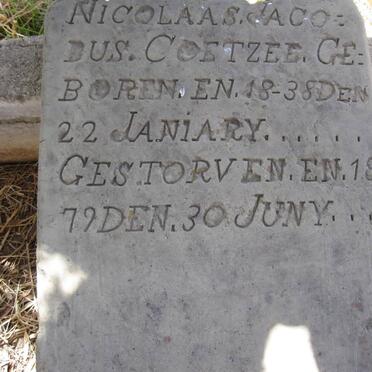 NICOLAAS.JACO-
BUS. COETZEE. GE-
BOREN. EN. 18-38 DEN
22 JANIARY......
GESTORVEN. EN. 18
79 DEN. 30 JUNY...